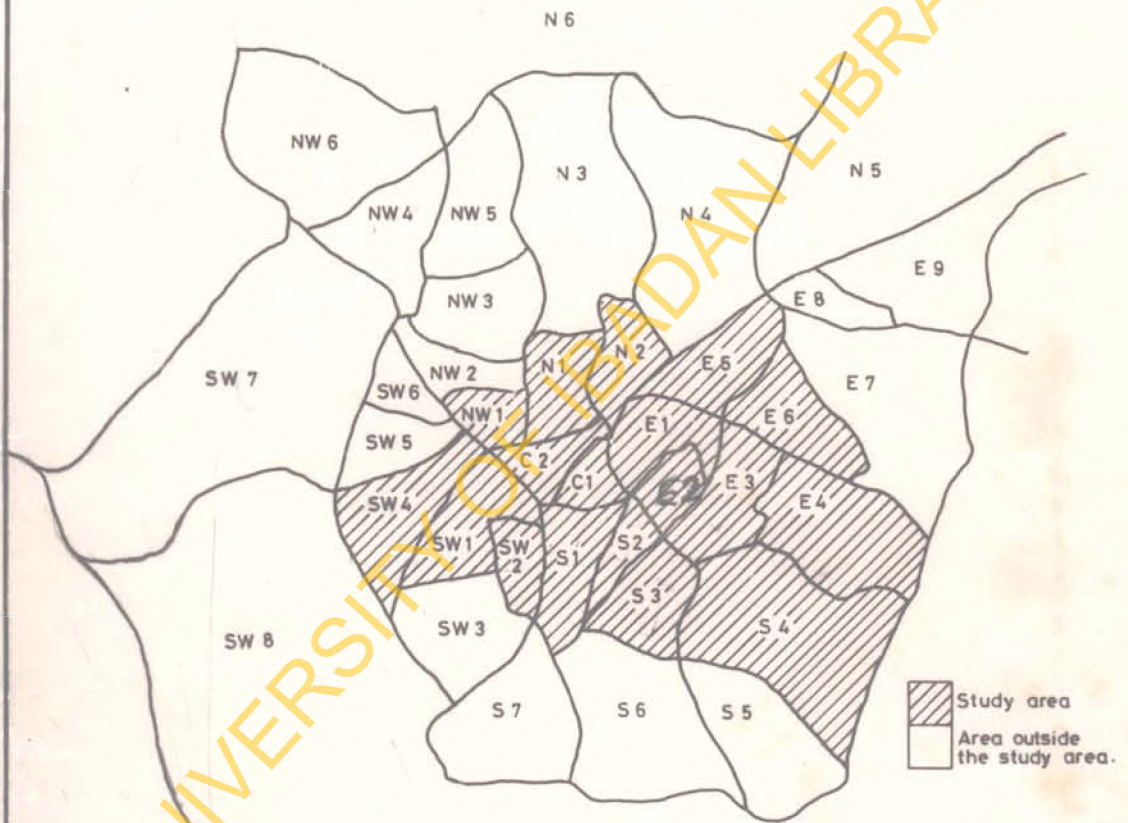 N 6
NW 6
N 3
N 5
NW 4
NW 5
N 4
E 9
E 8
NW 3
N 2
N 1
E 5
NW 2
SW 7
E 7
SW 6
NW 1
E 6
E 1
SW 5
C 2
C 1
E2
E 3
SW 4
E 4
SW 1
SW
2
S 1
S 2
S 3
SW 3
S 4
SW 8
S 7
S 6
S 5
Study area
Area outside
the study area.
UNIVERSITY OF IBADAN LIBRA